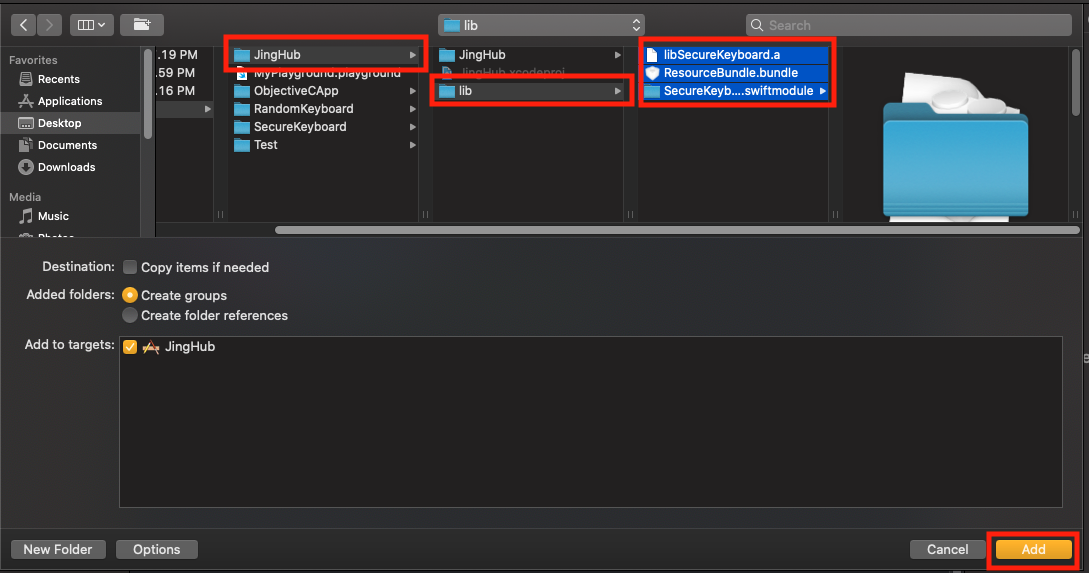 lib
Search
Favorites
Recents
Applications
Desktop
Documents
Downloads
Media
Music
.19 PM
.59 PM
.16 PM
JingHub
MyPlayground.playground
ObjectiveCApp
RandomKeyboard
SecureKeyboard
Test
JingHub
JingHub.xcodeproj
lib
libSecureKeyboard.a
ResourceBundle.bundle
SecureKeyb....swiftmodule
Destination: Copy items if needed
Added folders: Create groups
Create folder references
Add to targets: JingHub
New Folder
Options
Cancel
Add